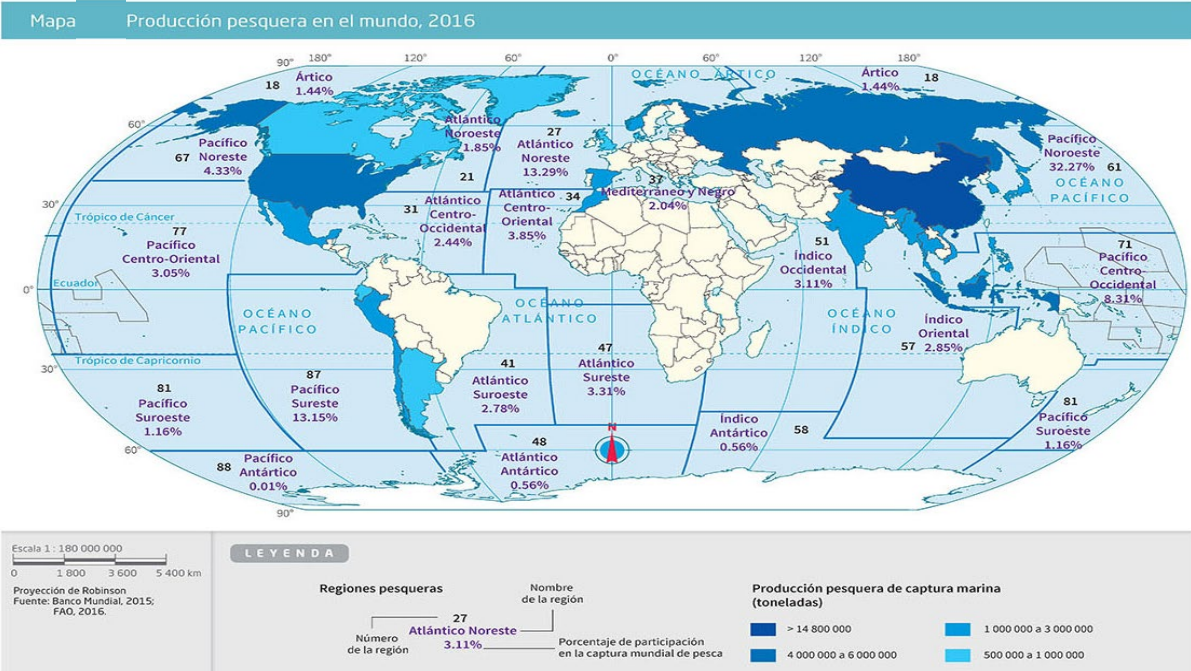 Mapa Producción pesquera en el mundo, 2016
90° 180° 120° 60° 0° 60° 120° 180°
18
Ártico
1.44%
OCÉANO ÁRTICO
Ártico
1.44%
18
60°
67
Pacífico
Noreste
4.33%
Atlántico
Noroeste
1.85%
21
27
Atlántico
Noreste
13.29%
Pacífico
Noroeste
32.27%
61
OCÉANO
PACÍFICO
37
Mediterráneo y Negro
2.04%
30°
Trópico de Cáncer
31
Atlántico
Centro-
Occidental
2.44%
Atlántico
Centro-
Oriental
3.85%
34
77
Pacífico
Centro-Oriental
3.05%
51
Índico
Occidental
3.11%
71
Pacífico
Centro-
Occidental
8.31%
Ecuador
0°
OCÉANO
PACÍFICO
OCÉANO
ATLÁNTICO
OCÉANO
ÍNDICO
Índico
Oriental
57 2.85%
Trópico de Capricornio
30°
81
Pacífico
Suroeste
1.16%
87
Pacífico
Sureste
13.15%
41
Atlántico
Suroeste
2.78%
47
Atlántico
Sureste
3.31%
81
Pacífico
Suroeste
1.16%
N
Índico
Antártico
0.56%
58
60°
88
Pacífico
Antártico
0.01%
48
Atlántico
Antártico
0.56%
90°
Escala 1 : 180 000 000
0 1 800 3 600 5 400 km
Proyección de Robinson
Fuente: Banco Mundial, 2015;
FAO, 2016.
LEYENDA
Regiones pesqueras
Nombre
de la región
27
Atlántico Noreste
3.11%
Número
de la región
Porcentaje de participación
en la captura mundial de pesca
Producción pesquera de captura marina
(toneladas)
> 14 800 000
4 000 000 a 6 000 000
1 000 000 a 3 000 000
500 000 a 1 000 000